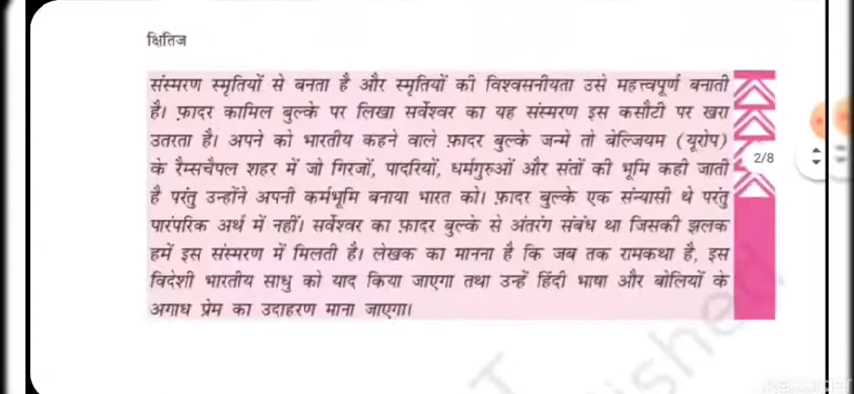 क्षितिज
संस्मरण स्मृतियों से बनता है और स्मृतियों की विश्वसनीयता उसे महत्त्वपूर्ण बनाती
है। फ़ादर कामिल बुल्के पर लिखा सर्वेश्वर का यह संस्मरण इस कसौटी पर खरा
उतरता है। अपने को भारतीय कहने वाले फ़ादर बुल्के जन्मे तो बेल्जियम (यूरोप)
के रैम्सचैपल शहर में जो गिरजों, पादरियों, धर्मगुरुओं और संतों की भूमि कही जाती
2/8
है परंतु उन्होंने अपनी कर्मभूमि बनाया भारत को। फ़ादर बुल्के एक संन्यासी थे परंतु
पारंपरिक अर्थ में नहीं। सर्वेश्वर का फ़ादर बुल्के से अंतरंग संबंध था जिसकी झलक
हमें इस संस्मरण में मिलती है। लेखक का मानना है कि जब तक रामकथा है, इस
विदेशी भारतीय साधु को याद किया जाएगा तथा उन्हें हिंदी भाषा और बोलियों के
अगाध प्रेम का उदाहरण माना जाएगा।